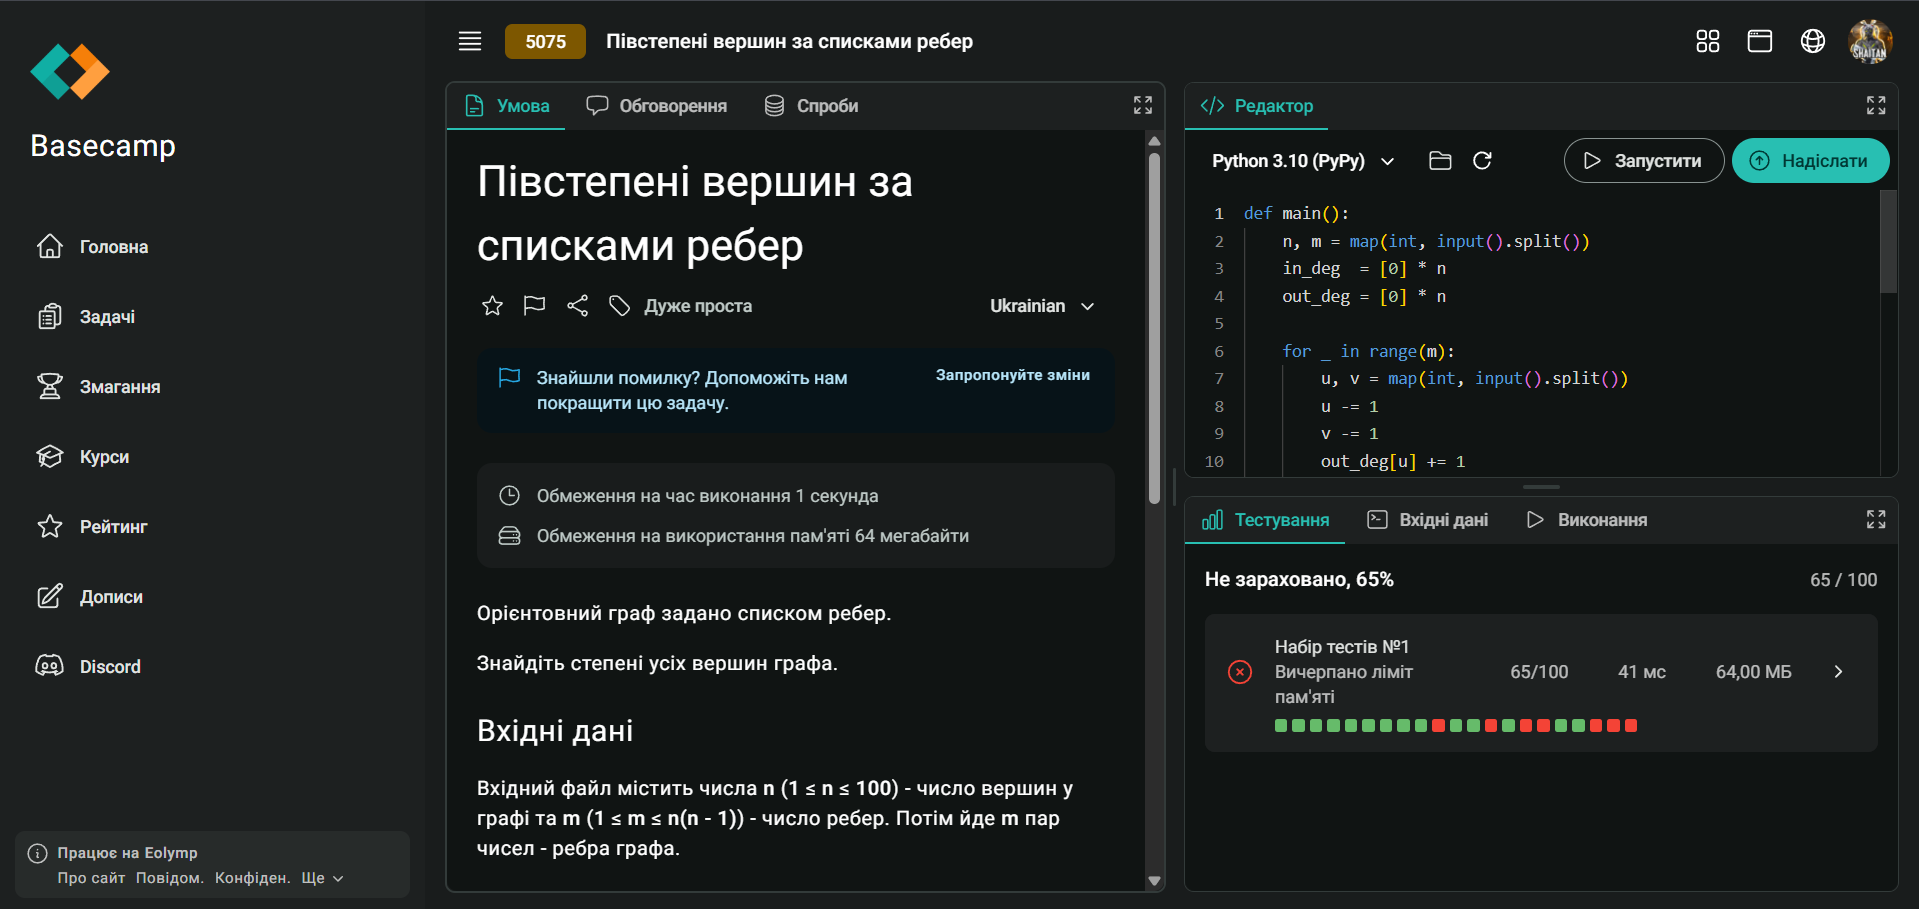 Basecamp
Головна
Задачі
Змагання
Курси
Рейтинг
Дописи
Discord
Працює на Eolymp
Про сайт Повідом. Конфіден. Ще
5075 Півстепені вершин за списками ребер
SHAITAN
Умова Обговорення Спроби
Півстепені вершин за
списками ребер
Дуже проста Ukrainian
Знайшли помилку? Допоможіть нам
покращити цю задачу.
Запропонуйте зміни
Обмеження на час виконання 1 секунда
Обмеження на використання пам'яті 64 мегабайти
Орієнтовний граф задано списком ребер.
Знайдіть степені усіх вершин графа.
Вхідні дані
Вхідний файл містить числа n (1 ≤ n ≤ 100) - число вершин у
графі та m (1 ≤ m ≤ n(n - 1)) - число ребер. Потім йде m пар
чисел - ребра графа.
Редактор
Python 3.10 (PyPy) Запустити Надіслати
1 def main():
2 n, m = map(int, input().split())
3 in_deg  = [0] * n
4 out_deg = [0] * n
5
6 for _ in range(m):
7 u, v = map(int, input().split())
8 u -= 1
9 v -= 1
10 out_deg[u] += 1
Тестування Вхідні дані Виконання
Не зараховано, 65% 65 / 100
Набір тестів №1
Вичерпано ліміт
пам'яті
65/100 41 мс 64,00 МБ